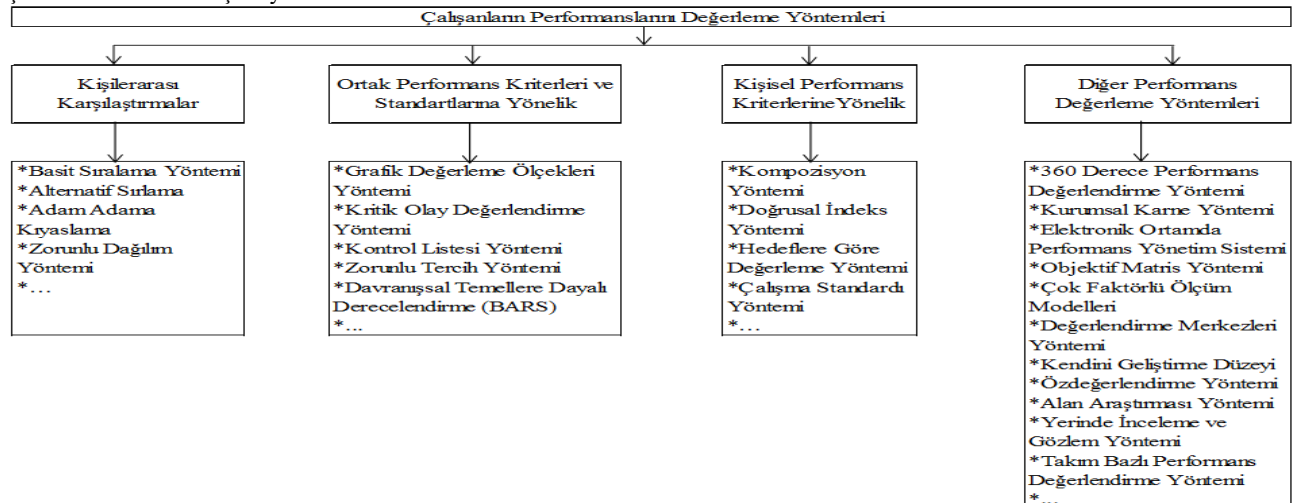 Çalışanların Performanslarını Değerleme Yöntemleri
Kişilerarası
Karşılaştırmalar
Ortak Performans Kriterleri ve
Standartlarına Yönelik
Kişisel Performans
Kriterlerine Yönelik
Diğer Performans
Değerleme Yöntemleri
*Basit Sıralama Yöntemi
*Alternatif Sırlama
*Adam Adama
Kıyaslama
*Zorunlu Dağılım
Yöntemi
*...
*Grafik Değerleme Ölçekleri
Yöntemi
*Kritik Olay Değerlendirme
Yöntemi
*Kontrol Listesi Yöntemi
*Zorunlu Tercih Yöntemi
*Davranışsal Temellere Dayalı
Derecelendirme (BARS)
*...
*Kompozisyon
Yöntemi
*Doğrusal İndeks
Yöntemi
*Hedeflere Göre
Değerleme Yöntemi
*Çalışma Standardı
Yöntemi
*...
*360 Derece Performans
Değerlendirme Yöntemi
*Kurumsal Karne Yöntemi
*Elektronik Ortamda
Performans Yönetim Sistemi
*Objektif Matris Yöntemi
*Çok Faktörlü Ölçüm
Modelleri
*Değerlendirme Merkezleri
Yöntemi
*Kendini Geliştirme Düzeyi
*Özdeğerlendirme Yöntemi
*Alan Araştırması Yöntemi
*Yerinde İnceleme ve
Gözlem Yöntemi
*Takım Bazlı Performans
Değerlendirme Yöntemi
*...